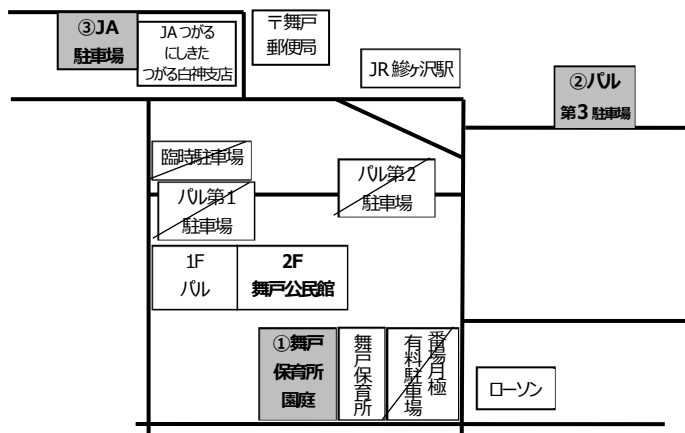 ③JA
駐車場
JAつがる
にしきた
つがる白神支店
〒舞戸
郵便局
JR鰺ヶ沢駅
②パル
第3駐車場
臨時駐車場
パル第1
駐車場
パル第2
駐車場
1F
パル
2F
舞戸公民館
①舞戸
保育所
園庭
舞戸保育所
番場月極
有料駐車場
ローソン